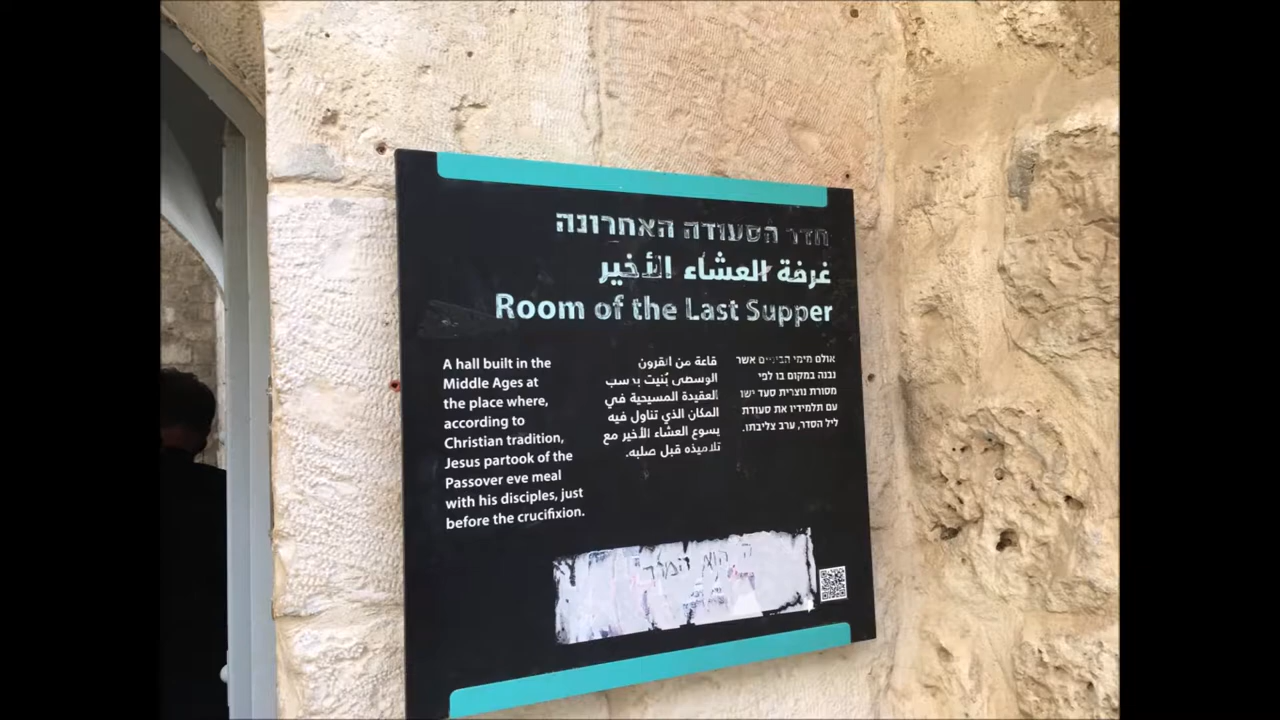 חדר הסעודה האחרונה
غرفة العشاء الأخير
Room of the Last Supper
A hall built in the
Middle Ages at
the place where,
according to
Christian tradition,
Jesus partook of the
Passover eve meal
with his disciples, just
before the crucifixion.
قاعة من القرون
الوسطى بُنيت بحسب
العقيدة المسيحية في
المكان الذي تناول فيه
يسوع العشاء الأخير مع
تلاميذه قبل صلبه.
אולם מימי הביניים אשר
נבנה במקום בו לפי
מסורת נוצרית סעד ישו
עם תלמידיו את סעודת
ליל הסדר, ערב צליבתו.
הוא המלך